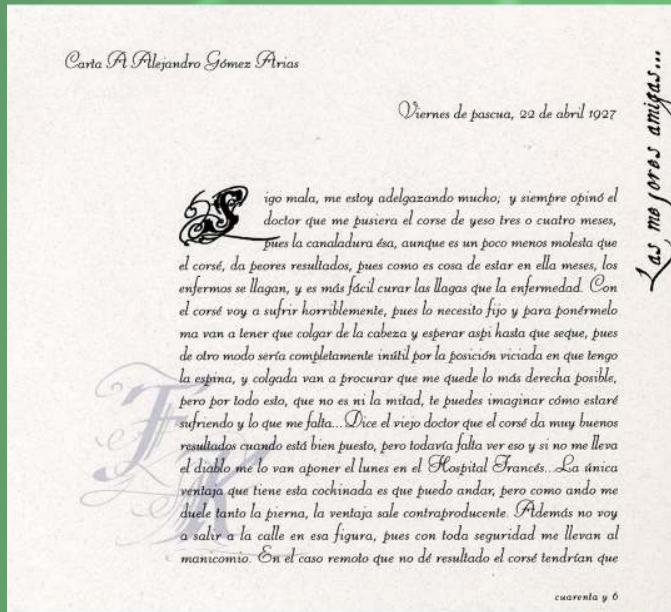 Carta A Alejandro Gómez Arias
Viernes de pascua, 22 de abril 1927
Sigo mala, me estoy adelgazando mucho; y siempre opinó el
doctor que me pusiera el corse de yeso tres o cuatro meses,
pues la canaladura ésa, aunque es un poco menos molesta que
el corsé, da peores resultados, pues como es cosa de estar en ella meses, los
enfermos se llagan, y es más fácil curar las llagas que la enfermedad. Con
el corsé voy a sufrir horriblemente, pues lo necesito fijo y para ponérmelo
ma van a tener que colgar de la cabeza y esperar aspi hasta que seque, pues
de otro modo sería completamente inútil por la posición viciada en que tengo
la espina, y colgada van a procurar que me quede lo más derecha posible,
pero por todo esto, que no es ni la mitad, te puedes imaginar cómo estaré
sufriendo y lo que me falta...Dice el viejo doctor que el corsé da muy buenos
resultados cuando está bien puesto, pero todavía falta ver eso y si no me lleva
el diablo me lo van aponer el lunes en el Hospital Francés...La única
ventaja que tiene esta cochinada es que puedo andar, pero como ando me
duele tanto la pierna, la ventaja sale contraproducente. Además no voy
a salir a la calle en esa figura, pues con toda seguridad me llevan al
manicomio. En el caso remoto que no dé resultado el corsé tendrían que
cuarenta y 6
Las mejores amigas...
FK